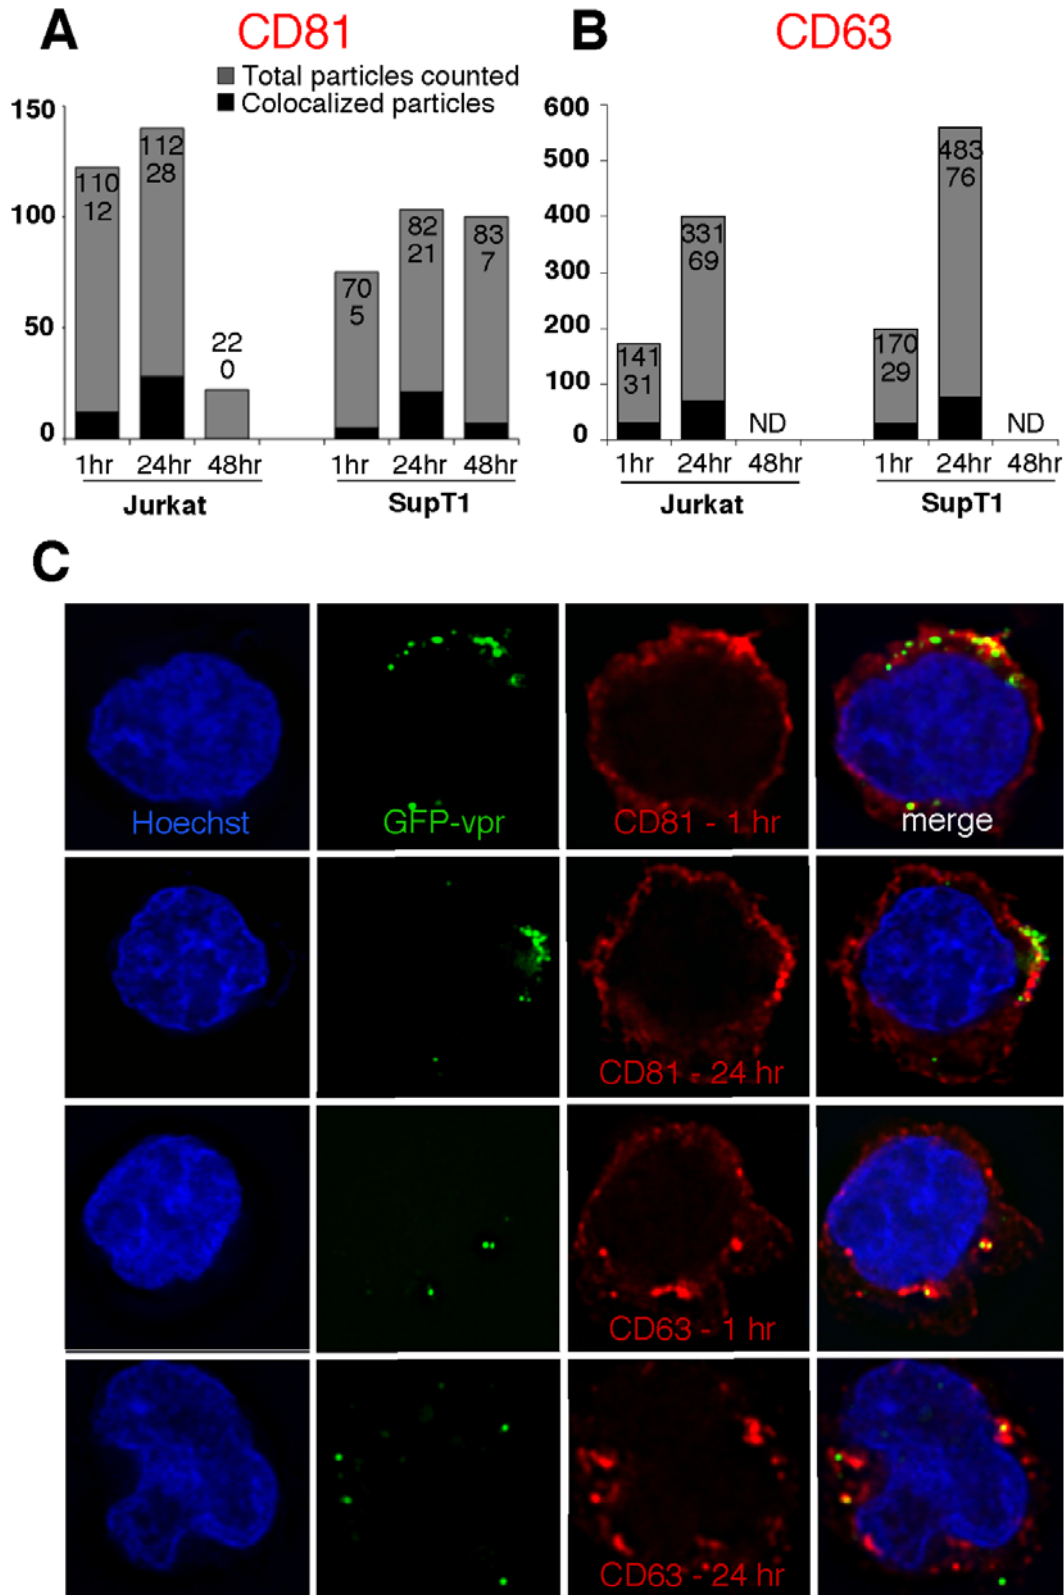 A CD81
Total particles counted
Colocalized particles
150
100
50
0
110
12
112
28
22
0
70
5
82
21
83
7
1hr 24hr 48hr 1hr 24hr 48hr
Jurkat SupT1
B CD63
600
500
400
300
200
100
0
141
31
331
69
ND
170
29
483
76
ND
1hr 24hr 48hr 1hr 24hr 48hr
Jurkat SupT1
C
Hoechst GFP-vpr CD81 - 1 hr merge
CD81 - 24 hr
CD63 - 1 hr
CD63 - 24 hr